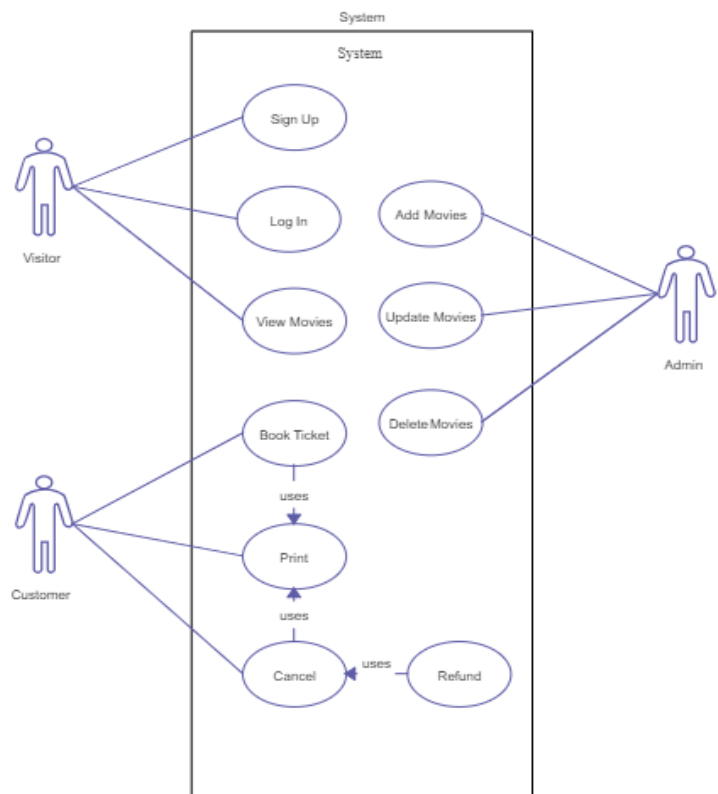 System
System
Sign Up
Log In
Add Movies
Visitor
View Movies
Update Movies
Admin
Book Ticket
Delete Movies
uses
Print
Customer
uses
Cancel
uses
Refund